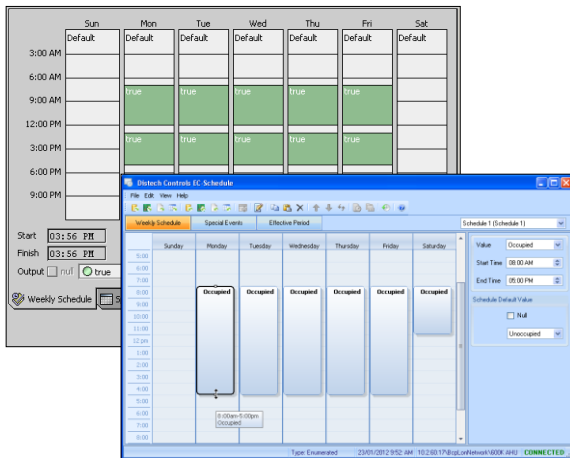 Sun Mon Tue Wed Thu Fri Sat
Default Default Default Default Default Default Default
3:00 AM
6:00 AM
9:00 AM true true true true true
12:00 PM
3:00 PM true true true true true
6:00 PM
9:00 PM
Start 03:56 PM
Finish 03:56 PM
Output null true
Weekly Schedule S
Distech Controls EC-Schedule
File Edit View Help
Weekly Schedule Special Events Effective Period Schedule 1 (Schedule 1)
Sunday Monday Tuesday Wednesday Thursday Friday Saturday
5:00
6:00
7:00
8:00 Occupied Occupied Occupied Occupied Occupied Occupied
9:00
10:00
11:00
12 pm
1:00
2:00
3:00
4:00
5:00
6:00
7:00
8:00
8:00am-5:00pm
Occupied
Value Occupied
Start Time 08:00 AM
End Time 05:00 PM
Schedule Default Value
Null
Unoccupied
Type: Enumerated 23/01/2012 9:52 AM CONNECTED